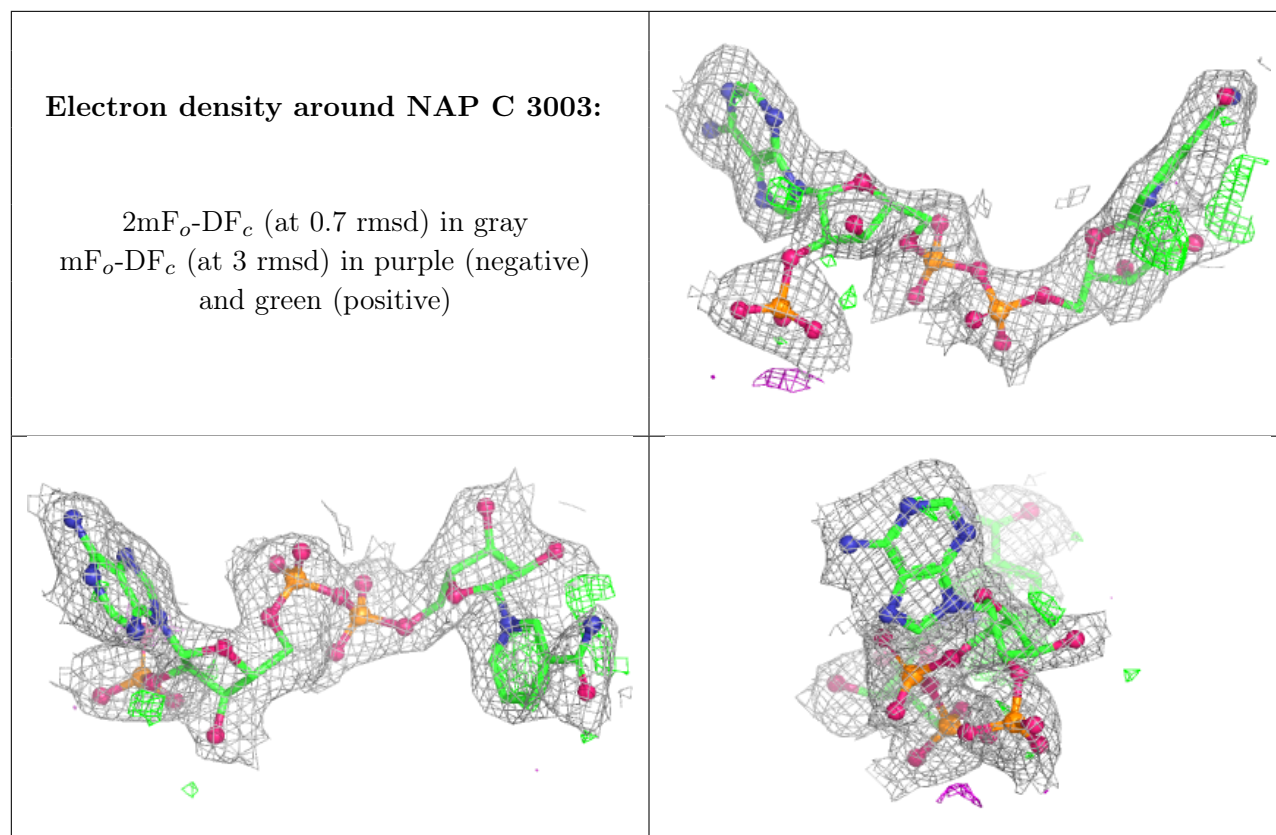 Electron density around NAP C 3003:
2mFo-DFc (at 0.7 rmsd) in gray
mFo-DFc (at 3 rmsd) in purple (negative)
and green (positive)